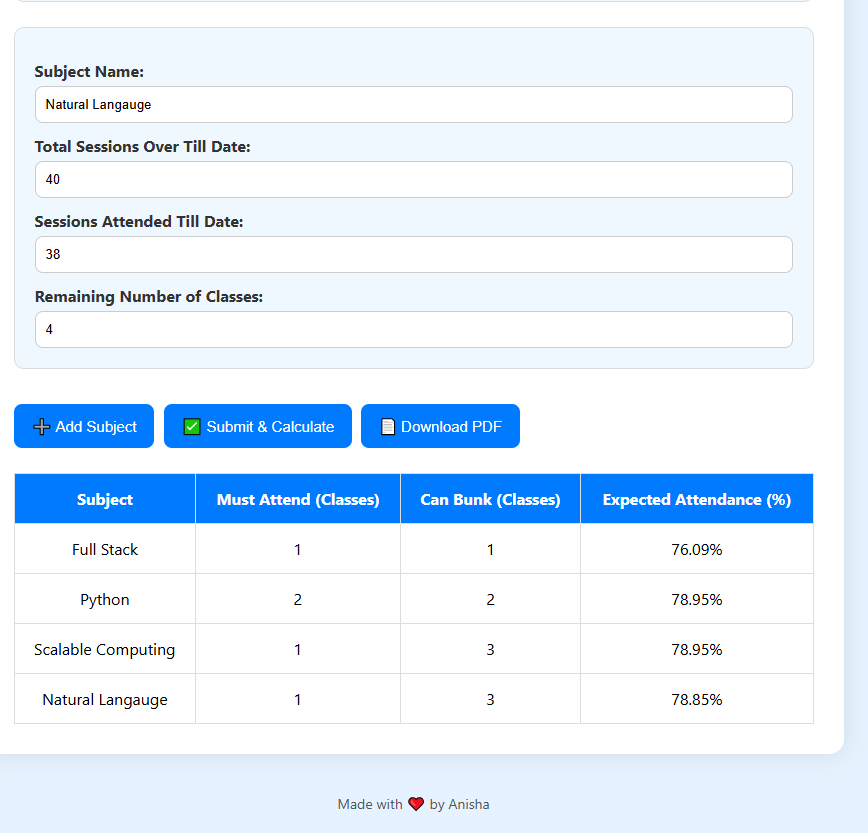 Subject Name:
Natural Langauge
Total Sessions Over Till Date:
40
Sessions Attended Till Date:
38
Remaining Number of Classes:
4
➕ Add Subject ✅ Submit & Calculate 📄 Download PDF
Subject Must Attend (Classes) Can Bunk (Classes) Expected Attendance (%)
Full Stack 1 1 76.09%
Python 2 2 78.95%
Scalable Computing 1 3 78.95%
Natural Langauge 1 3 78.85%
Made with ❤️ by Anisha